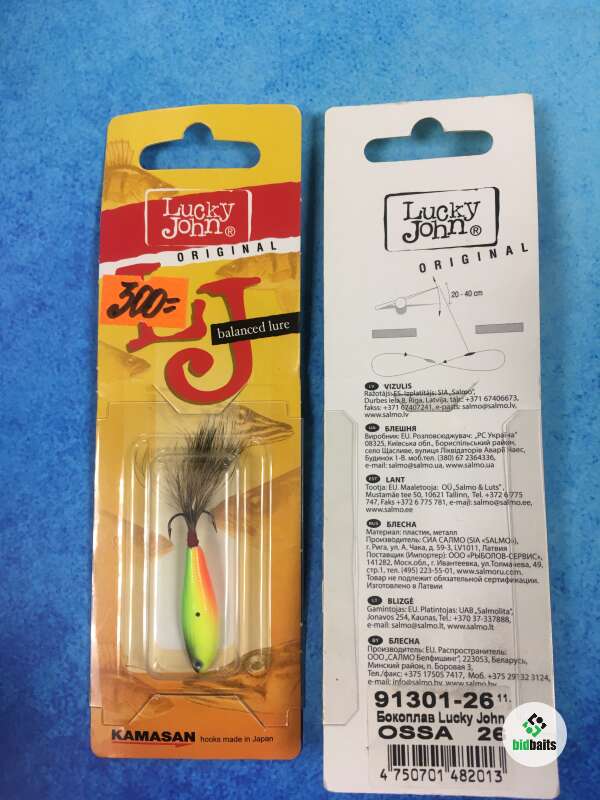 Lucky
John®
ORIGINAL
LJ
300=
balanced lure
KAMASAN hooks made in Japan
Lucky
John®
ORIGINAL
20 - 40 cm
LV VIZULIS
Ražotājs: ES. Izplatītājs: SIA „Salmo",
Durbes iela 8, Rīga, Latvija, tālr.: +371 67406673,
fakss: +371 67407241, e-pasts: salmo@salmo.lv,
www.salmo.lv
UA БЛЕШНЯ
Виробник: EU. Розповсюджувач: „РС Україна"
08325, Київська обл., Бориспільський район,
село Щасливе, вулиця Ліквідаторів Аварії Чаес,
Будинок 1-В. моб.тел. (380) 67 2364336,
e-mail: salmo@salmo.ua, www.salmo.ua
EST LANT
Tootja: EU. Maaletooja: OÜ „Salmo & Luts",
Mustamäe tee 50, 10621 Tallinn, Tel. +372 6 775
747, Faks: +372 6 775 781, e-mail: salmo@salmo.ee,
www.salmo.ee
RUS БЛЕСНА
Материал: пластик, металл
Производитель: СИА САЛМО (SIA «SALMO»),
г. Рига, ул. А. Чака, д. 59-3, LV1011, Латвия
Поставщик (Импортер): ООО «РЫБОЛОВ-СЕРВИС»,
141282, Моск.обл., г. Ивантеевка, ул.Толмачева, 49,
стр.1, тел. (495) 223-55-01, www.salmoru.com.
Товар не подлежит обязательной сертификации.
Изготовлено в Латвии
LT BLIZGĖ
Gamintojas: EU. Platintojas: UAB „Salmolita",
Jonavos 254, Kaunas, Tel.: +370 37-337888,
e-mail: salmo@salmo.lt, www.salmo.lt
BY БЛЕСНА
Производитель: EU. Распространитель:
ООО „САЛМО Белфишинг", 223053, Беларусь,
Минский район, п. Боровая 3,
Тел./факс: +375 17505 7417, Моб. +375 29132 3124,
e-mail: info@salmo.by, www.salmo.by
91301-26 11.
Бокоплав Lucky John
OSSA 26
4 750701 482013
bidbaits